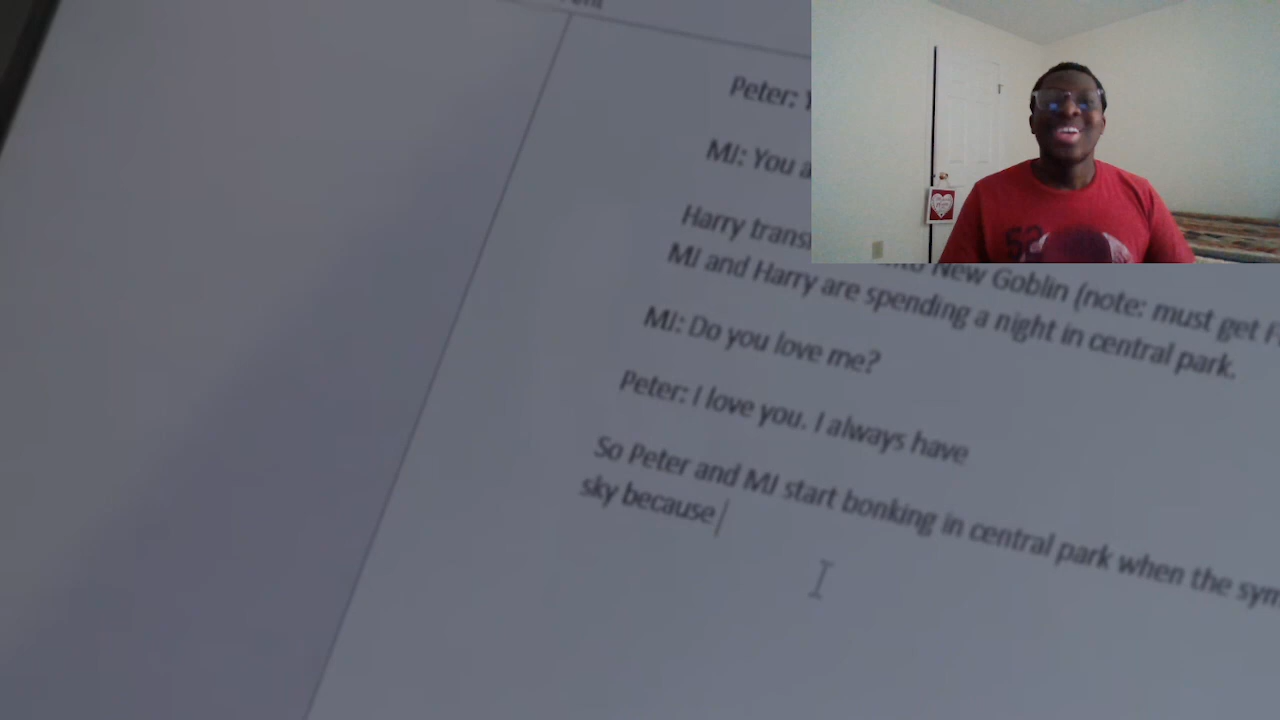 Peter:
MJ: You a
Harry trans New Goblin (note: must get
MJ and Harry are spending a night in central park.
MJ: Do you love me?
Peter: I love you. I always have
So Peter and MJ start bonking in central park when the sym
sky because
52